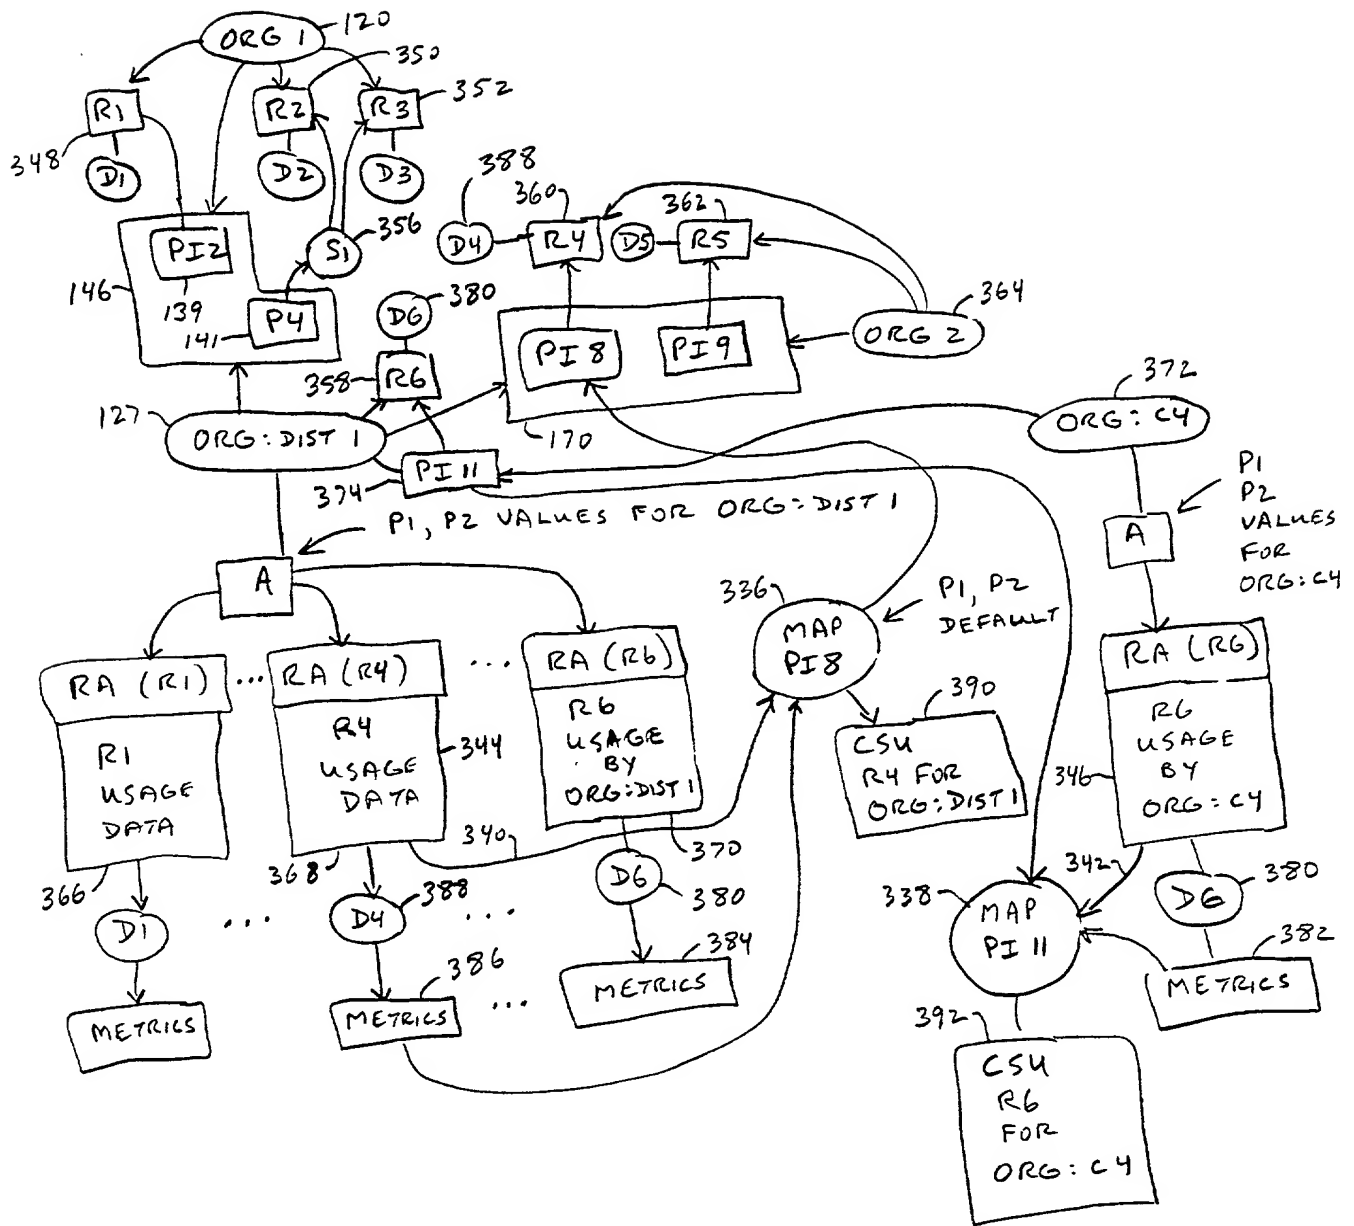 ORG 1
120
350
R1
R2
R3
352
348
D1
D2
D3
388
360
362
356
S1
D4
R4
D5
R5
PI2
146
139
380
364
P4
141
D6
ORG 2
PI8
PI9
358
R6
372
127
ORG:DIST 1
170
ORG:C4
PI 11
374
P1, P2 VALUES FOR ORG:DIST 1
P1
P2
VALUES
FOR
ORG:C4
A
A
336
P1, P2
DEFAULT
MAP
PI8
RA (R1)
...
RA (R4)
...
RA (R6)
RA (R6)
R1
USAGE
DATA
R4
USAGE
DATA
344
R6
USAGE
BY
ORG:DIST 1
390
CSU
R4 FOR
ORG:DIST 1
R6
USAGE
BY
ORG:C4
346
340
370
366
368
342
388
D6
380
338
380
D1
...
D4
...
MAP
PI 11
D6
384
382
386
METRICS
METRICS
METRICS
...
METRICS
392
CSU
R6
FOR
ORG:C4